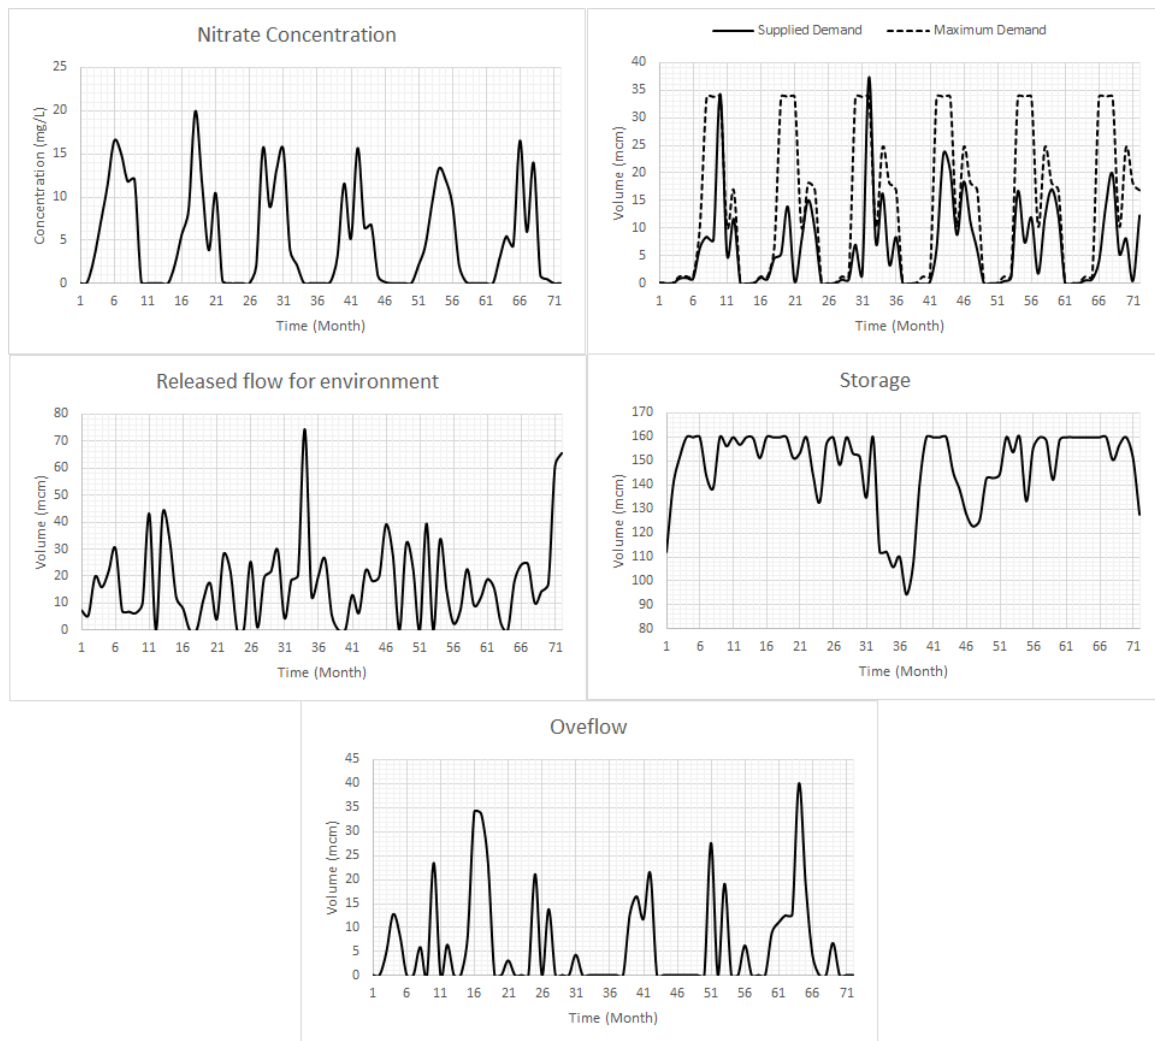 Nitrate Concentration
Concentration (mg/L)
25
20
15
10
5
0
1 6 11 16 21 26 31 36 41 46 51 56 61 66 71
Time (Month)
Supplied Demand Maximum Demand
Volume (mcm)
40
35
30
25
20
15
10
5
0
1 6 11 16 21 26 31 36 41 46 51 56 61 66 71
Time (Month)
Released flow for environment
Volume (mcm)
80
70
60
50
40
30
20
10
0
1 6 11 16 21 26 31 36 41 46 51 56 61 66 71
Time (Month)
Storage
Volume (mcm)
170
160
150
140
130
120
110
100
90
80
1 6 11 16 21 26 31 36 41 46 51 56 61 66 71
Time (Month)
Oveflow
Volume (mcm)
45
40
35
30
25
20
15
10
5
0
1 6 11 16 21 26 31 36 41 46 51 56 61 66 71
Time (Month)